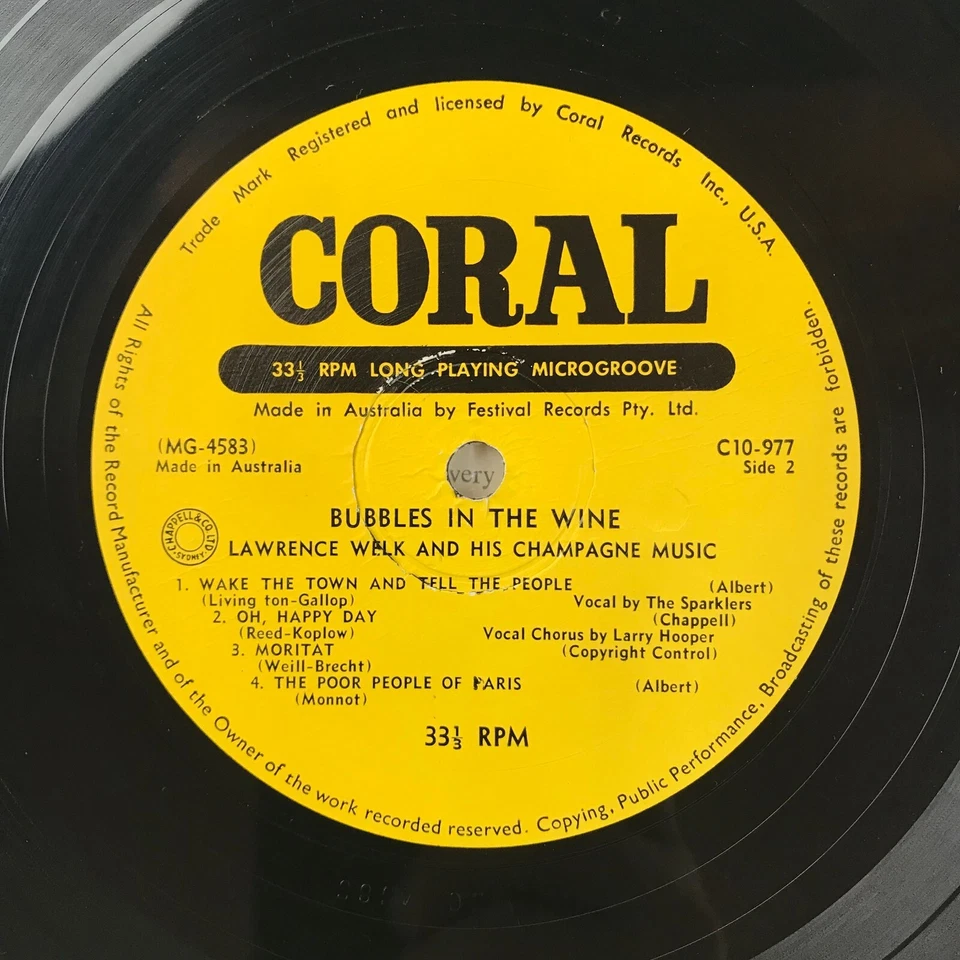 Trade Mark Registered and licensed by Coral Records Inc., U.S.A.
CORAL
33⅓ RPM LONG PLAYING MICROGROOVE
Made in Australia by Festival Records Pty. Ltd.
(MG-4583) C10-977
Made in Australia Side 2
very
BUBBLES IN THE WINE
CHAPPELL & CO. LTD. SYDNEY
LAWRENCE WELK AND HIS CHAMPAGNE MUSIC
1. WAKE THE TOWN AND TELL THE PEOPLE (Albert)
(Living ton-Gallop) Vocal by The Sparklers
2. OH, HAPPY DAY (Chappell)
(Reed-Koplow) Vocal Chorus by Larry Hooper
3. MORITAT (Copyright Control)
(Weill-Brecht)
4. THE POOR PEOPLE OF PARIS (Albert)
(Monnot)
33⅓ RPM
All Rights of the Record Manufacturer and of the Owner of the work recorded reserved. Copying, Public Performance, Broadcasting of these records are forbidden.